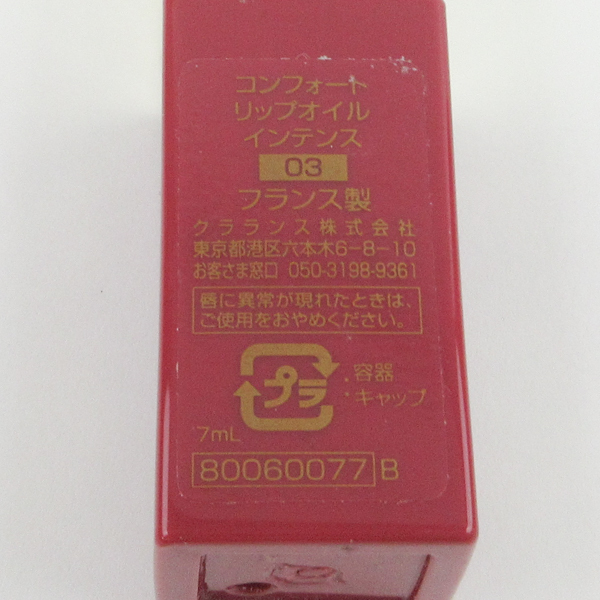 コンフォート
リップオイル
インテンス
03
フランス製
クラランス株式会社
東京都港区六本木6-8-10
お客さま窓口 050-3198-9361
唇に異常が現れたときは、
ご使用をおやめください。
プラ
:容器
:キャップ
7mL
80060077 B